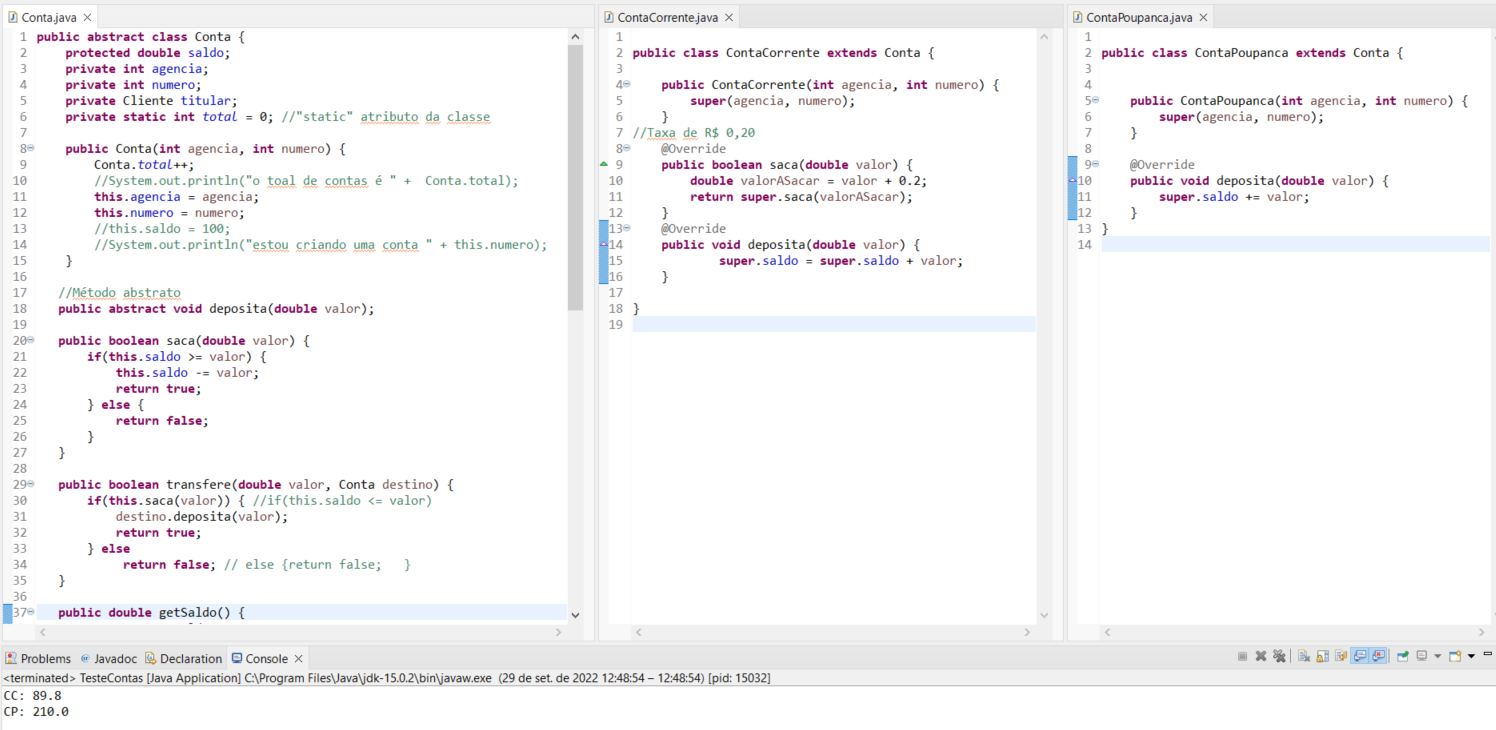 Conta.java
1 public abstract class Conta {
2 protected double saldo;
3 private int agencia;
4 private int numero;
5 private Cliente titular;
6 private static int total = 0; //"static" atributo da classe
7
8 public Conta(int agencia, int numero) {
9 Conta.total++;
10 //System.out.println("o toal de contas é " + Conta.total);
11 this.agencia = agencia;
12 this.numero = numero;
13 //this.saldo = 100;
14 //System.out.println("estou criando uma conta " + this.numero);
15 }
16
17 //Método abstrato
18 public abstract void deposita(double valor);
19
20 public boolean saca(double valor) {
21 if(this.saldo >= valor) {
22 this.saldo -= valor;
23 return true;
24 } else {
25 return false;
26 }
27 }
28
29 public boolean transfere(double valor, Conta destino) {
30 if(this.saca(valor)) { //if(this.saldo <= valor)
31 destino.deposita(valor);
32 return true;
33 } else
34 return false; // else {return false; }
35 }
36
37 public double getSaldo() {
ContaCorrente.java
1
2 public class ContaCorrente extends Conta {
3
4 public ContaCorrente(int agencia, int numero) {
5 super(agencia, numero);
6 }
7 //Taxa de R$ 0,20
8 @Override
9 public boolean saca(double valor) {
10 double valorASacar = valor + 0.2;
11 return super.saca(valorASacar);
12 }
13 @Override
14 public void deposita(double valor) {
15 super.saldo = super.saldo + valor;
16 }
17
18 }
19
ContaPoupanca.java
1
2 public class ContaPoupanca extends Conta {
3
4
5 public ContaPoupanca(int agencia, int numero) {
6 super(agencia, numero);
7 }
8
9 @Override
10 public void deposita(double valor) {
11 super.saldo += valor;
12 }
13 }
14
Problems Javadoc Declaration Console
<terminated> TesteContas [Java Application] C:\Program Files\Java\jdk-15.0.2\bin\javaw.exe (29 de set. de 2022 12:48:54 – 12:48:54) [pid: 15032]
CC: 89.8
CP: 210.0